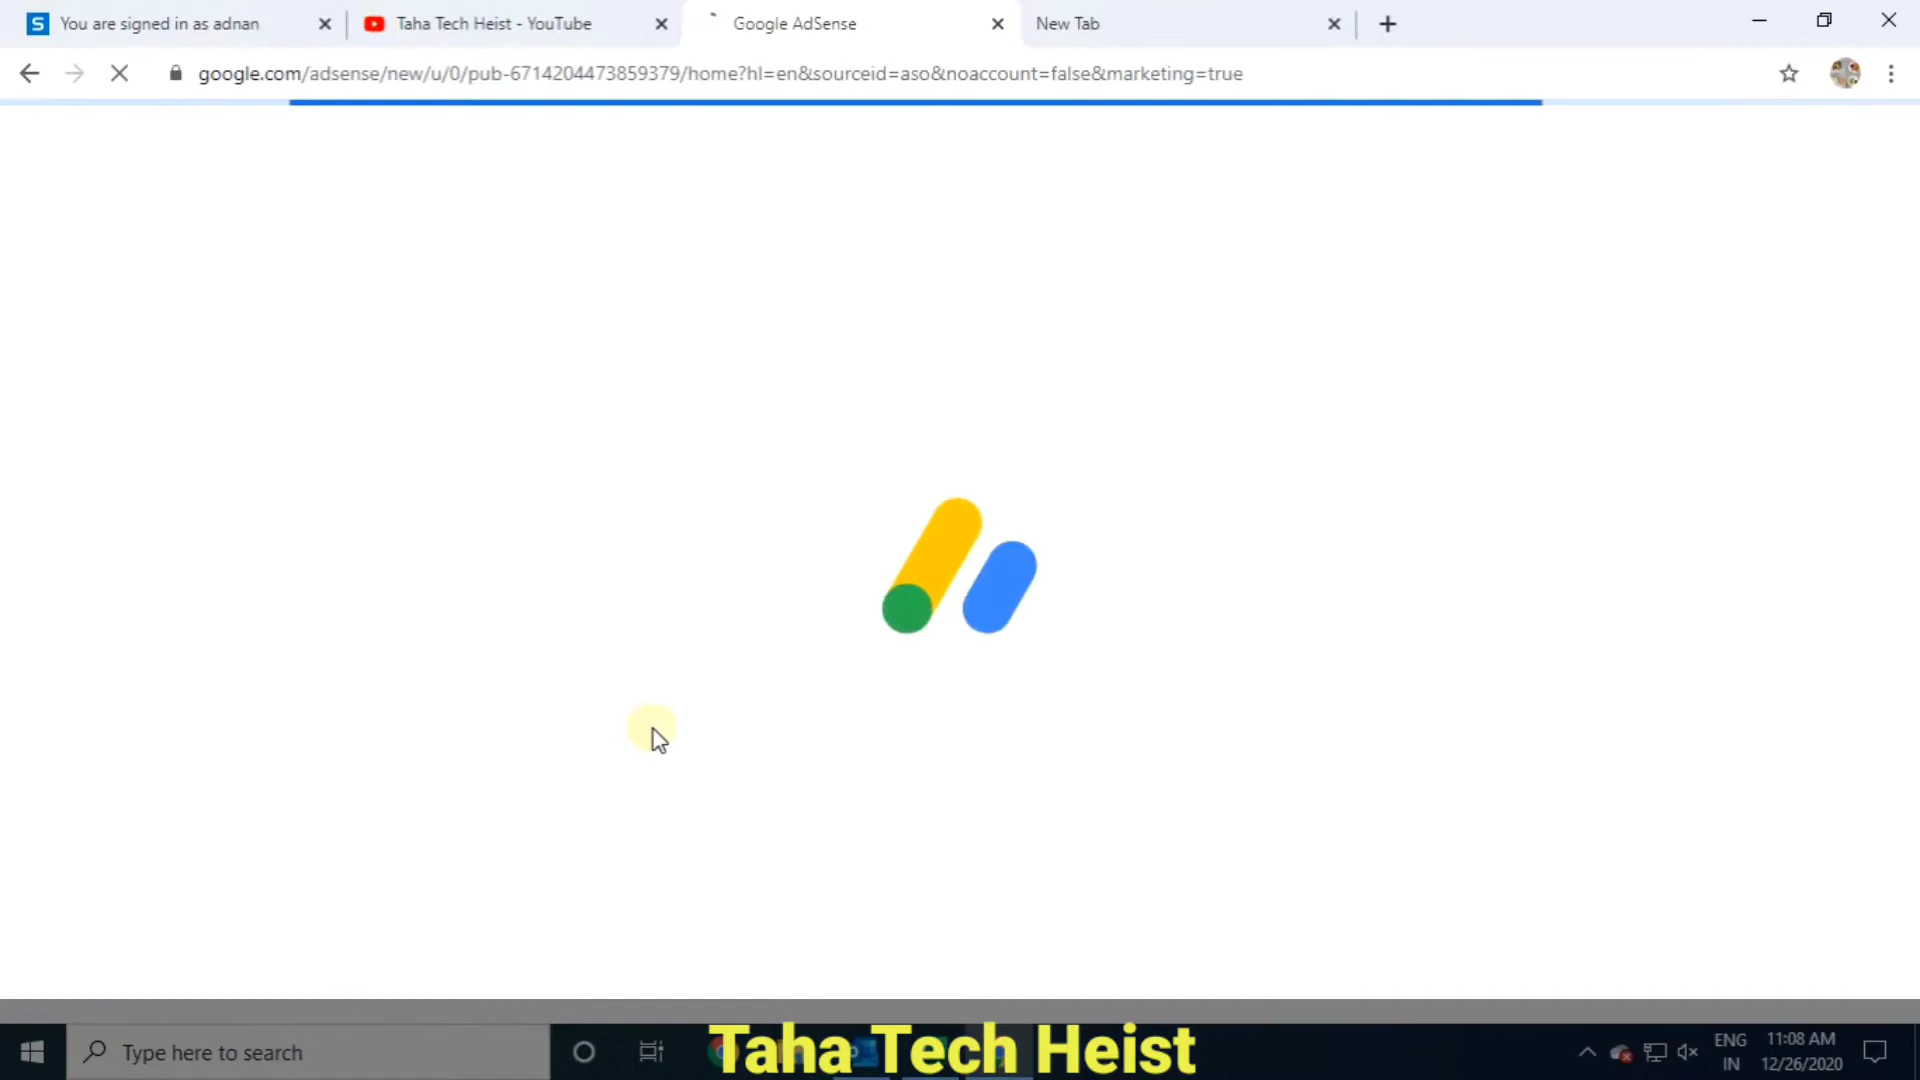 S You are signed in as adnan
Taha Tech Heist - YouTube
Google AdSense
New Tab
google.com/adsense/new/u/0/pub-6714204473859379/home?hl=en&sourceid=aso&noaccount=false&marketing=true
Type here to search
Taha Tech Heist
ENG
IN
11:08 AM
12/26/2020